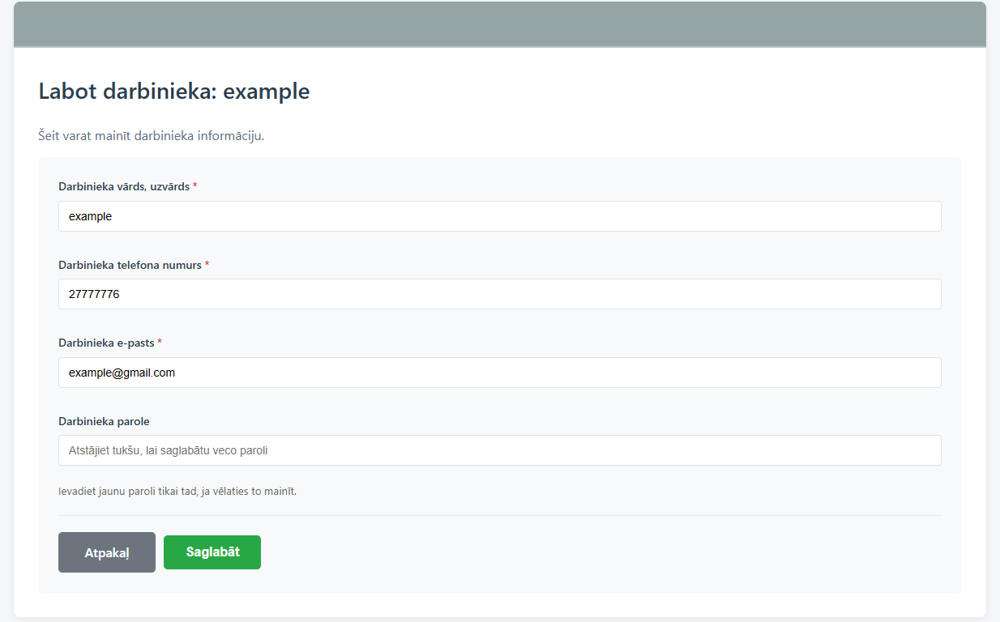 Labot darbinieka: example
Šeit varat mainīt darbinieka informāciju.
Darbinieka vārds, uzvārds *
example
Darbinieka telefona numurs *
27777776
Darbinieka e-pasts *
example@gmail.com
Darbinieka parole
Atstājiet tukšu, lai saglabātu veco paroli
Ievadiet jaunu paroli tikai tad, ja vēlaties to mainīt.
Atpakaļ Saglabāt